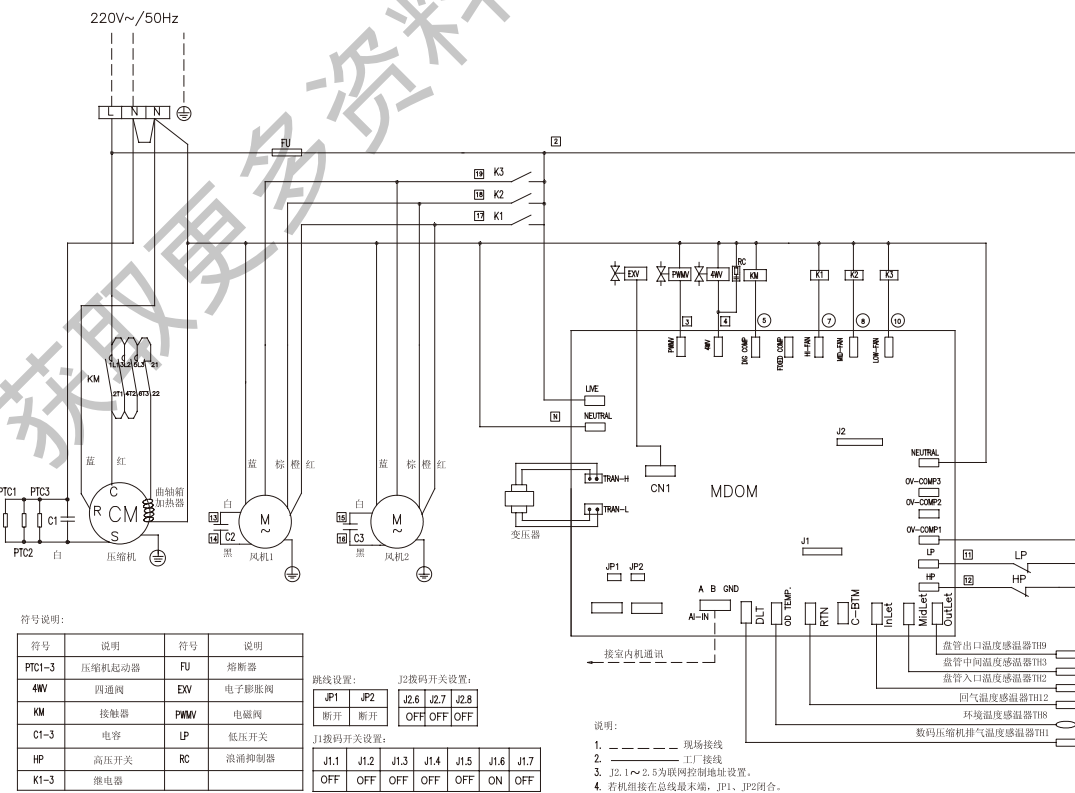 获取更多资料
220V~/50Hz
L N N
FU
2
19 K3
18 K2
17 K1
EXV PWMV 4WV RC KM K1 K2 K3
3 4 5 7 8 10
PWMV 4WV DIG COMP FIXED COMP HI-FAN MID-FAN LOW-FAN
KM
1L1 3L2 5L3 21
2T1 4T2 6T3 22
LIVE
N
NEUTRAL
J2
NEUTRAL
蓝 红
蓝 棕 橙 红
蓝 棕 橙 红
CN1
MDOM
TRAN-H
TRAN-L
变压器
OV-COMP3
OV-COMP2
OV-COMP1
PTC1 PTC3
C1
PTC2
白
C
R CM
S
曲轴箱
加热器
压缩机
白
13
14 C2
黑
M
~
风机1
白
15
16 C3
黑
M
~
风机2
J1
LP
11 LP
HP
12 HP
JP1 JP2
A B GND
AI-IN
DLT
OD TEMP.
RTN
C-BTM
InLet
MidLet
OutLet
接室内机通讯
盘管出口温度感温器TH9
盘管中间温度感温器TH3
盘管入口温度感温器TH2
回气温度感温器TH12
环境温度感温器TH8
数码压缩机排气温度感温器TH1
符号说明:
符号 说明 符号 说明
PTC1-3 压缩机起动器 FU 熔断器
4WV 四通阀 EXV 电子膨胀阀
KM 接触器 PWMV 电磁阀
C1-3 电容 LP 低压开关
HP 高压开关 RC 浪涌抑制器
K1-3 继电器
跳线设置:
JP1 JP2
断开 断开
J2拨码开关设置:
J2.6 J2.7 J2.8
OFF OFF OFF
J1拨码开关设置:
J1.1 J1.2 J1.3 J1.4 J1.5 J1.6 J1.7
OFF OFF OFF OFF OFF ON OFF
说明:
1. 现场接线
2. 工厂接线
3. J2.1～2.5为联网控制地址设置。
4. 若机组接在总线最末端，JP1、JP2闭合。